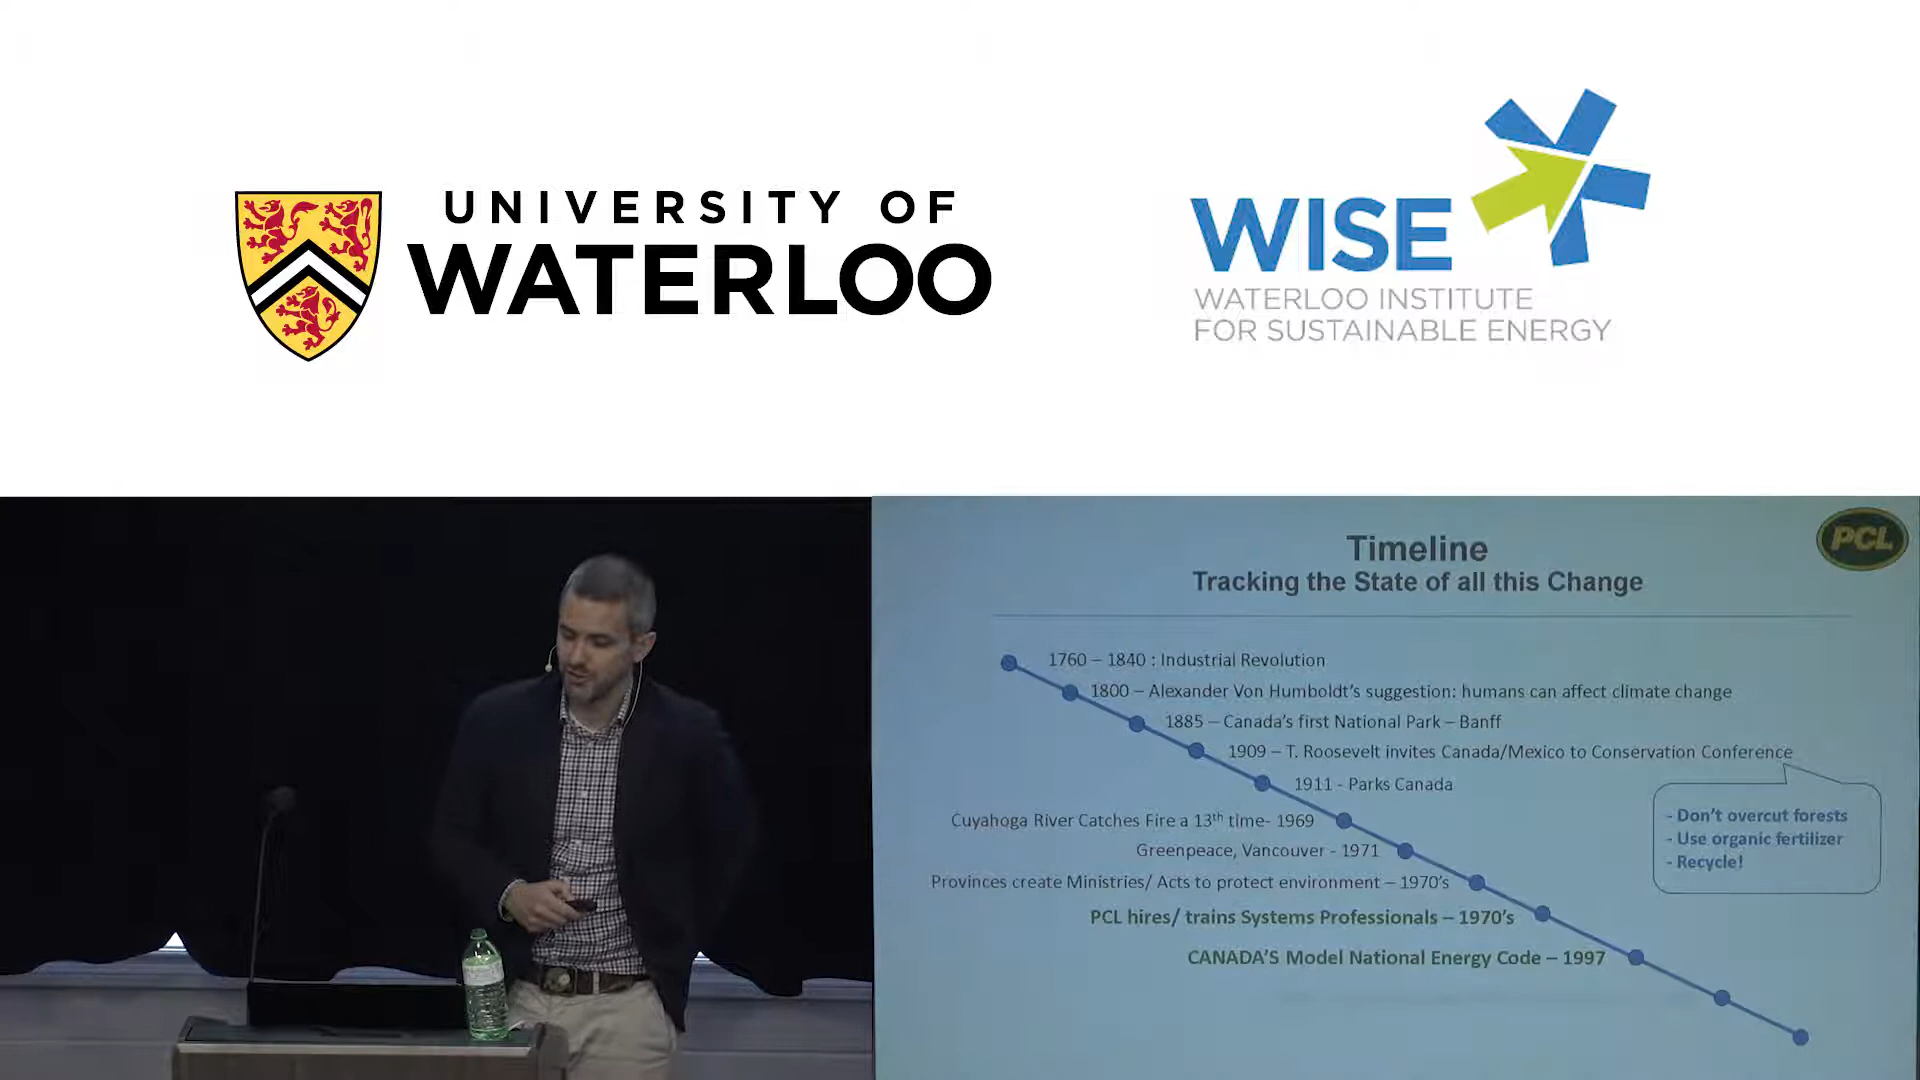 UNIVERSITY OF
WATERLOO
WISE
WATERLOO INSTITUTE
FOR SUSTAINABLE ENERGY
PCL
Timeline
Tracking the State of all this Change
1760 – 1840 : Industrial Revolution
1800 – Alexander Von Humboldt's suggestion: humans can affect climate change
1885 – Canada's first National Park – Banff
1909 – T. Roosevelt invites Canada/Mexico to Conservation Conference
1911 - Parks Canada
- Don't overcut forests
- Use organic fertilizer
- Recycle!
Cuyahoga River Catches Fire a 13th time- 1969
Greenpeace, Vancouver - 1971
Provinces create Ministries/ Acts to protect environment – 1970's
PCL hires/ trains Systems Professionals – 1970's
CANADA'S Model National Energy Code – 1997